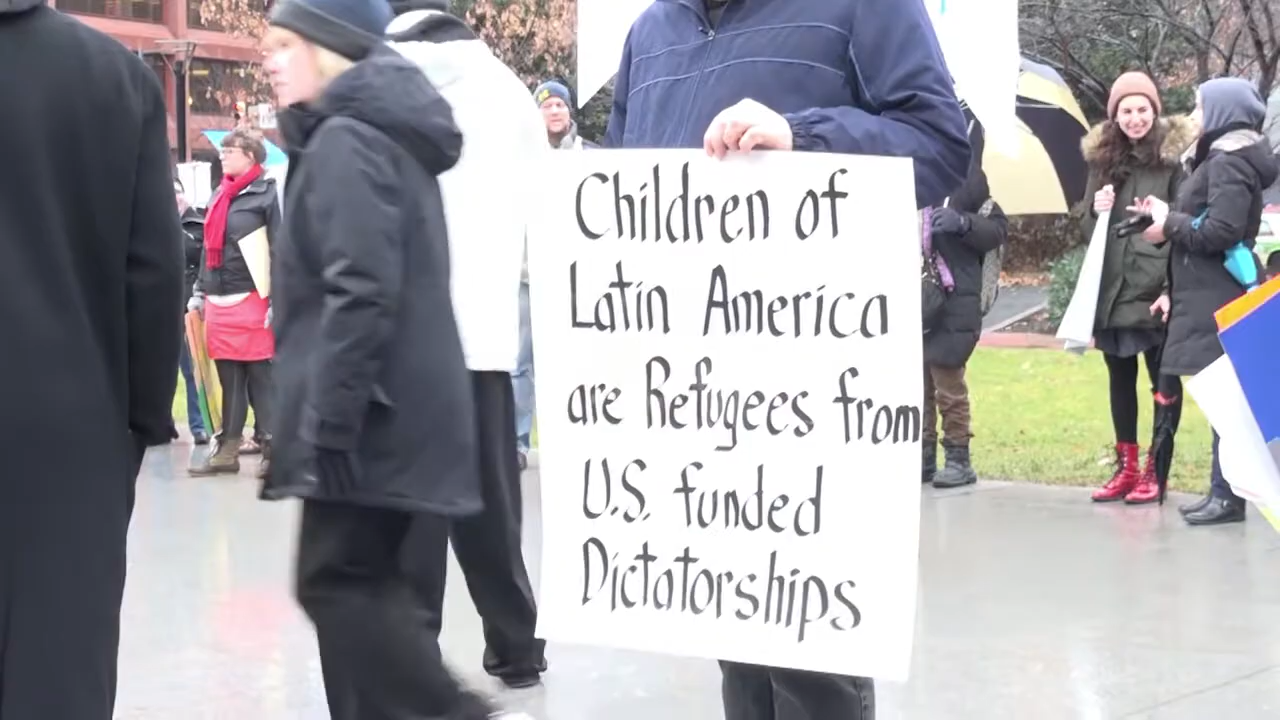 Children of
Latin America
are Refugees from
U.S. funded
Dictatorships